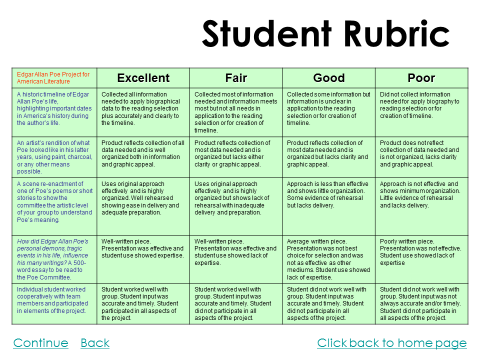 Student Rubric
Edgar Allan Poe Project for
American Literature
Excellent
Fair
Good
Poor
A historic timeline of Edgar
Allan Poe's life,
highlighting important dates
in America's history during
the author's life.
Collected all information
needed to apply biographical
data to the reading selection
plus accurately and clearly to
the timeline.
Collected most of information
needed and information meets
most but not all needs in
application to the reading
selection or for creation of
timeline.
Collected some information but
information is unclear in
application to the reading
selection or for creation of
timeline.
Did not collect information
needed for apply biography to
reading selection or for
creation of timeline.
An artist's rendition of what
Poe looked like in his latter
years, using paint, charcoal,
or any other means
possible.
Product reflects collection of all
data needed and is well
organized both in information
and graphic appeal.
Product reflects collection of
most data needed and is
organized but lacks either
clarity or graphic appeal.
Product reflects collection of
most data needed and is
organized but lacks clarity and
graphic appeal.
Product does not reflect
collection of data needed and
is not organized, lacks clarity
and graphic appeal.
A scene re-enactment of
one of Poe's poems or short
stories to show the
committee the artistic level
of your group to understand
Poe's meaning.
Uses original approach
effectively and is highly
organized. Well rehearsed
showing ease in delivery and
adequate preparation.
Uses original approach
effectively and is highly
organized but shows lack of
rehearsal with inadequate
delivery and preparation.
Approach is less than effective
and shows little organization.
Some evidence of rehearsal
but lacks delivery.
Approach is not effective and
shows minimum organization.
Little evidence of rehearsal
and lacks delivery.
How did Edgar Allan Poe's
personal demons, tragic
events in his life, influence
his many writings? A 500-
word essay to be read to
the Poe Committee.
Well-written piece.
Presentation was effective and
student use showed expertise.
Well-written piece.
Presentation was effective and
student use showed lack of
expertise.
Average written piece.
Presentation was not best
choice for selection and was
not as effective as other
mediums. Student use showed
lack of expertise.
Poorly written piece.
Presentation was not effective.
Student use showed lack of
expertise
Individual student worked
cooperatively with team
members and participated
in elements of the project.
Student worked well with
group. Student input was
accurate and timely. Student
participated in all aspects of
the project.
Student worked well with
group. Student input was
accurate and timely. Student
did not participate in all
aspects of the project.
Student did not work well with
group. Student input was
accurate and timely. Student
did not participate in all
aspects of the project.
Student did not work well with
group. Student input was not
always accurate and/or timely.
Student did not participate in
all aspects of the project.
Continue
Back
Click back to home page